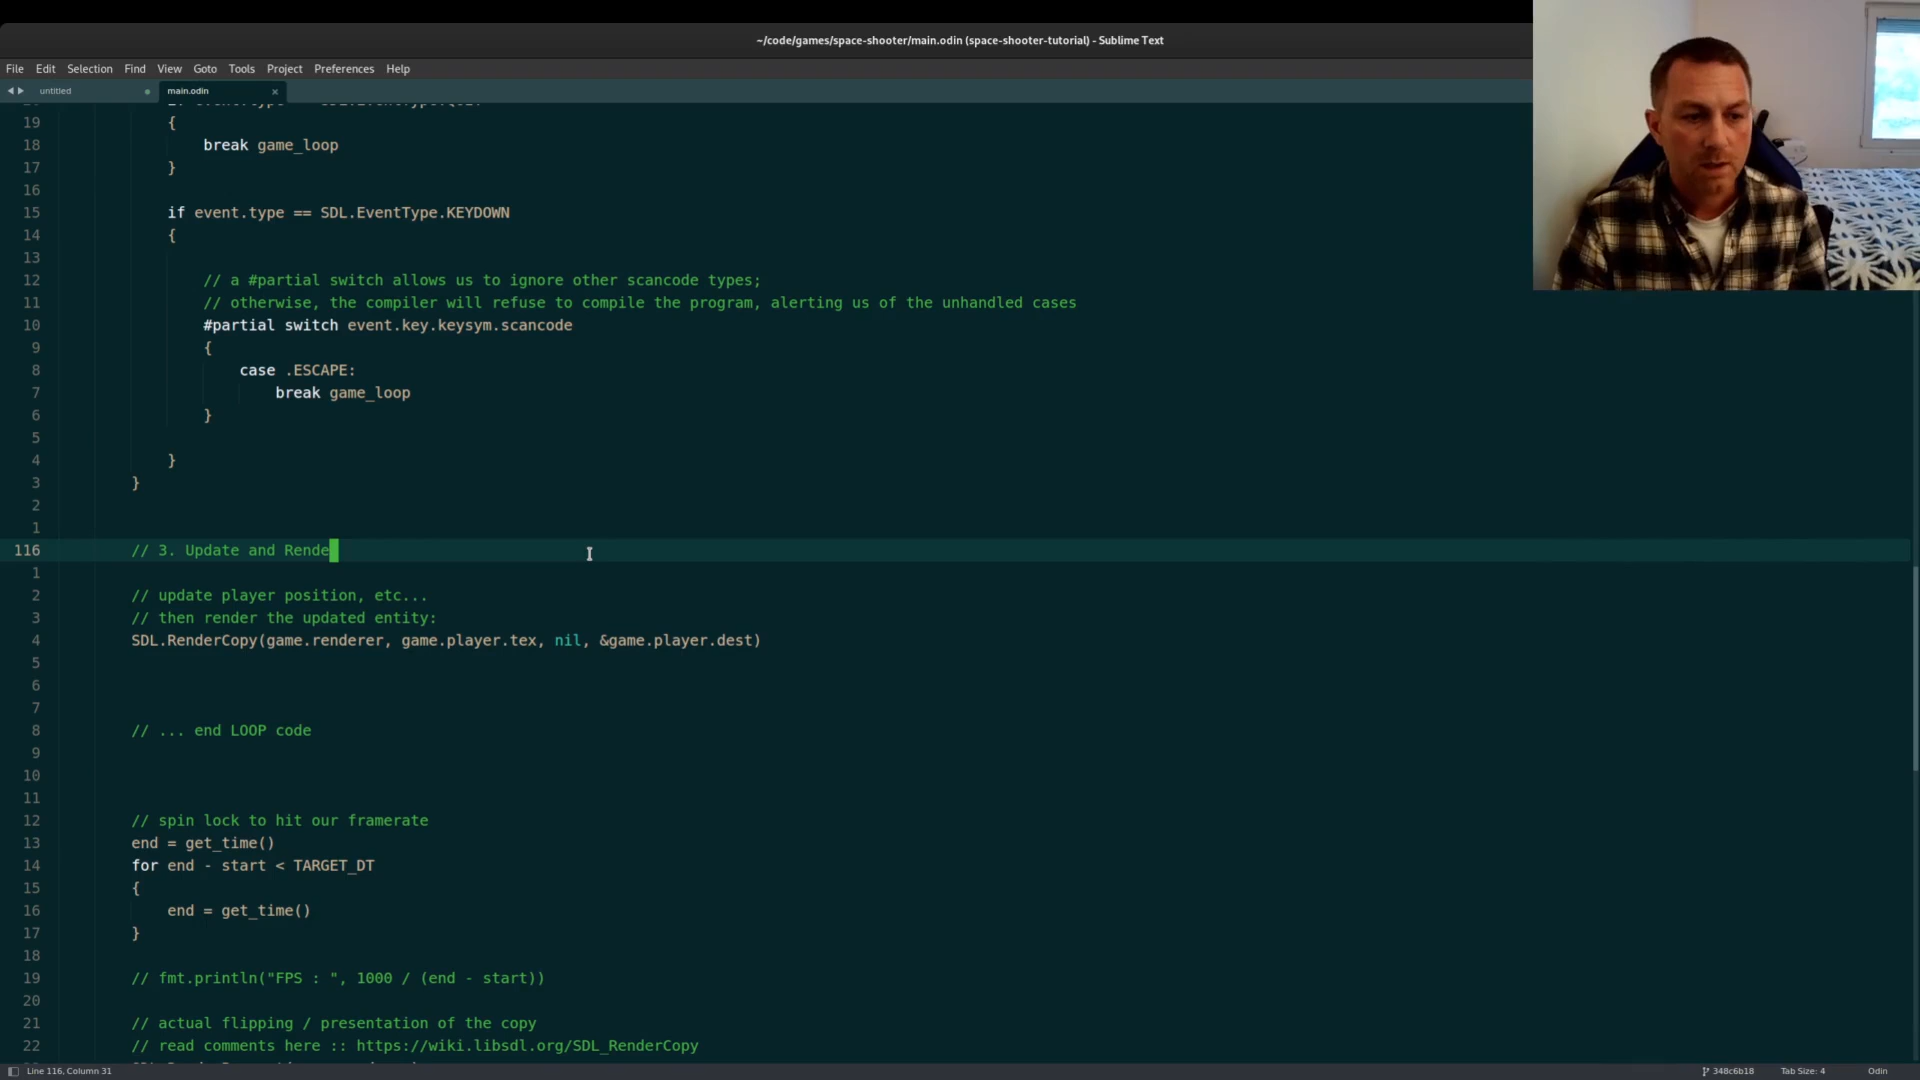 ~/code/games/space-shooter/main.odin (space-shooter-tutorial) - Sublime Text
File Edit Selection Find View Goto Tools Project Preferences Help
untitled main.odin ×
19 {
18 break game_loop
17 }
16
15 if event.type == SDL.EventType.KEYDOWN
14 {
13
12 // a #partial switch allows us to ignore other scancode types;
11 // otherwise, the compiler will refuse to compile the program, alerting us of the unhandled cases
10 #partial switch event.key.keysym.scancode
9 {
8 case .ESCAPE:
7 break game_loop
6 }
5
4 }
3 }
2
1
116 // 3. Update and Rende
1
2 // update player position, etc...
3 // then render the updated entity:
4 SDL.RenderCopy(game.renderer, game.player.tex, nil, &game.player.dest)
5
6
7
8 // ... end LOOP code
9
10
11
12 // spin lock to hit our framerate
13 end = get_time()
14 for end - start < TARGET_DT
15 {
16 end = get_time()
17 }
18
19 // fmt.println("FPS : ", 1000 / (end - start))
20
21 // actual flipping / presentation of the copy
22 // read comments here :: https://wiki.libsdl.org/SDL_RenderCopy
Line 116, Column 31 348c6b18 Tab Size: 4 Odin